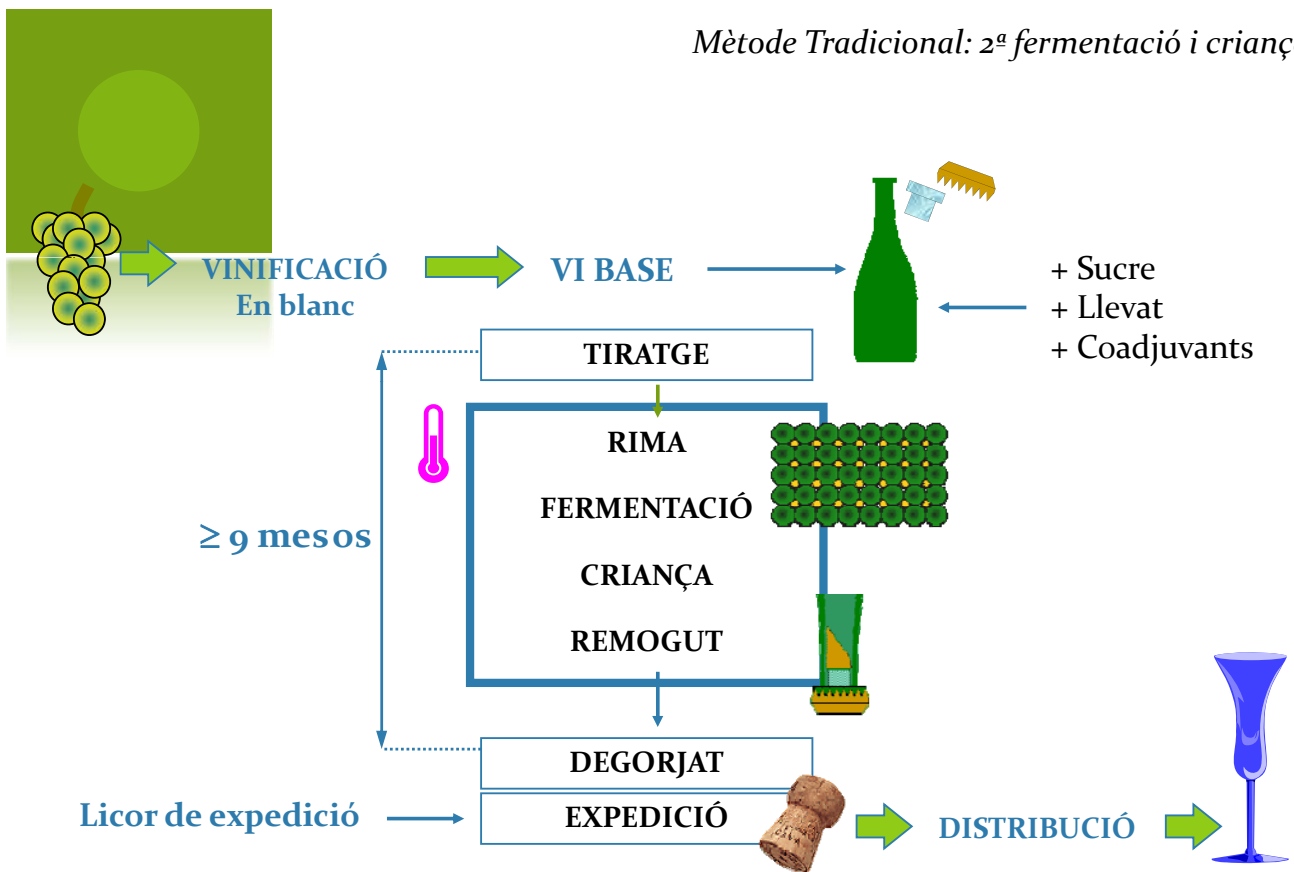 Mètode Tradicional: 2ª fermentació i crianç
VINIFICACIÓ
En blanc
VI BASE
+ Sucre
+ Llevat
+ Coadjuvants
TIRATGE
RIMA
FERMENTACIÓ
≥ 9 mesos
CRIANÇA
REMOGUT
DEGORJAT
Licor de expedició
EXPEDICIÓ
DISTRIBUCIÓ